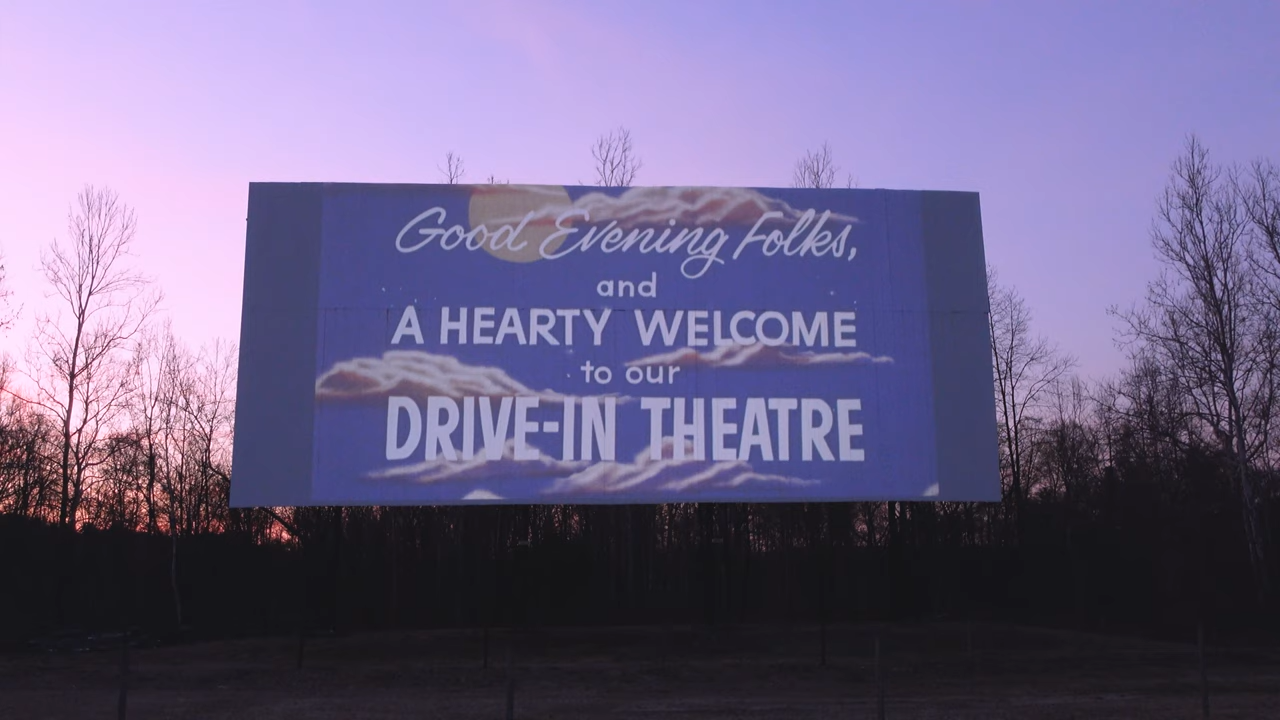 Good Evening Folks,
and
A HEARTY WELCOME
to our
DRIVE-IN THEATRE